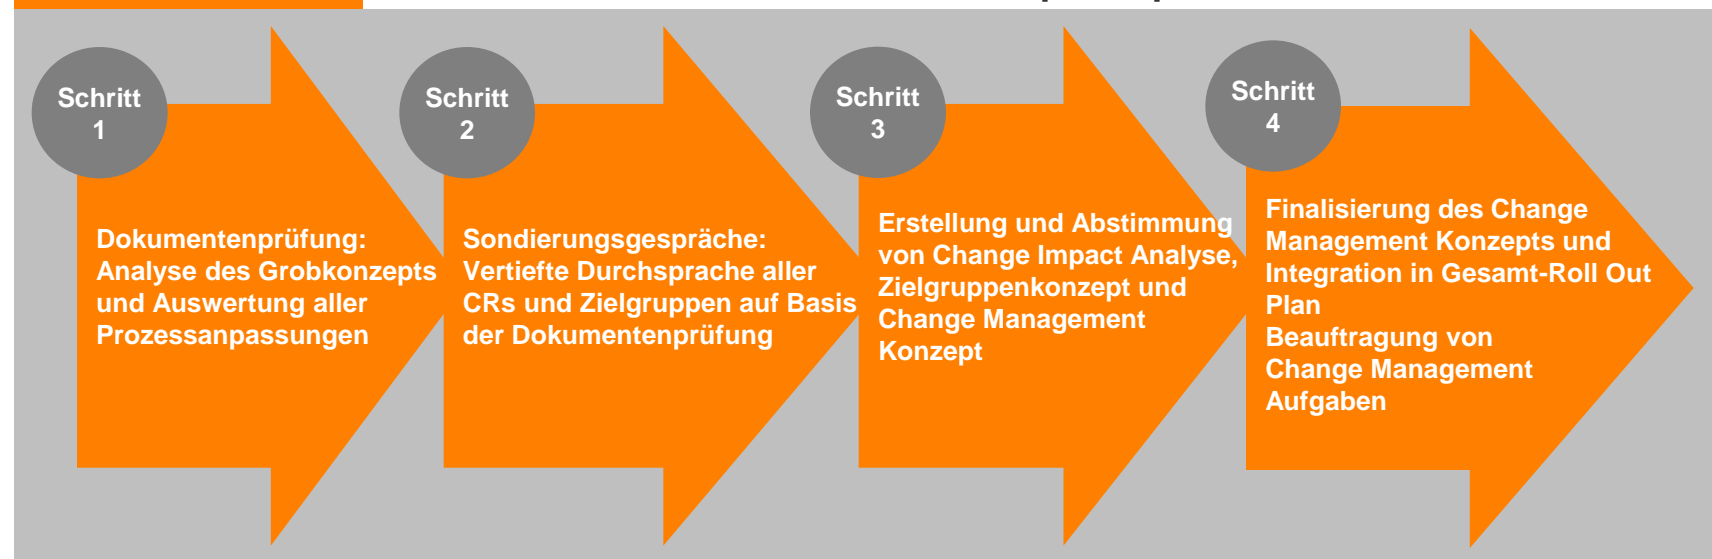 Schritt
1
Dokumentenprüfung:
Analyse des Grobkonzepts
und Auswertung aller
Prozessanpassungen
Schritt
2
Sondierungsgespräche:
Vertiefte Durchsprache aller
CRs und Zielgruppen auf Basis
der Dokumentenprüfung
Schritt
3
Erstellung und Abstimmung
von Change Impact Analyse,
Zielgruppenkonzept und
Change Management
Konzept
Schritt
4
Finalisierung des Change
Management Konzepts und
Integration in Gesamt-Roll Out
Plan
Beauftragung von
Change Management
Aufgaben